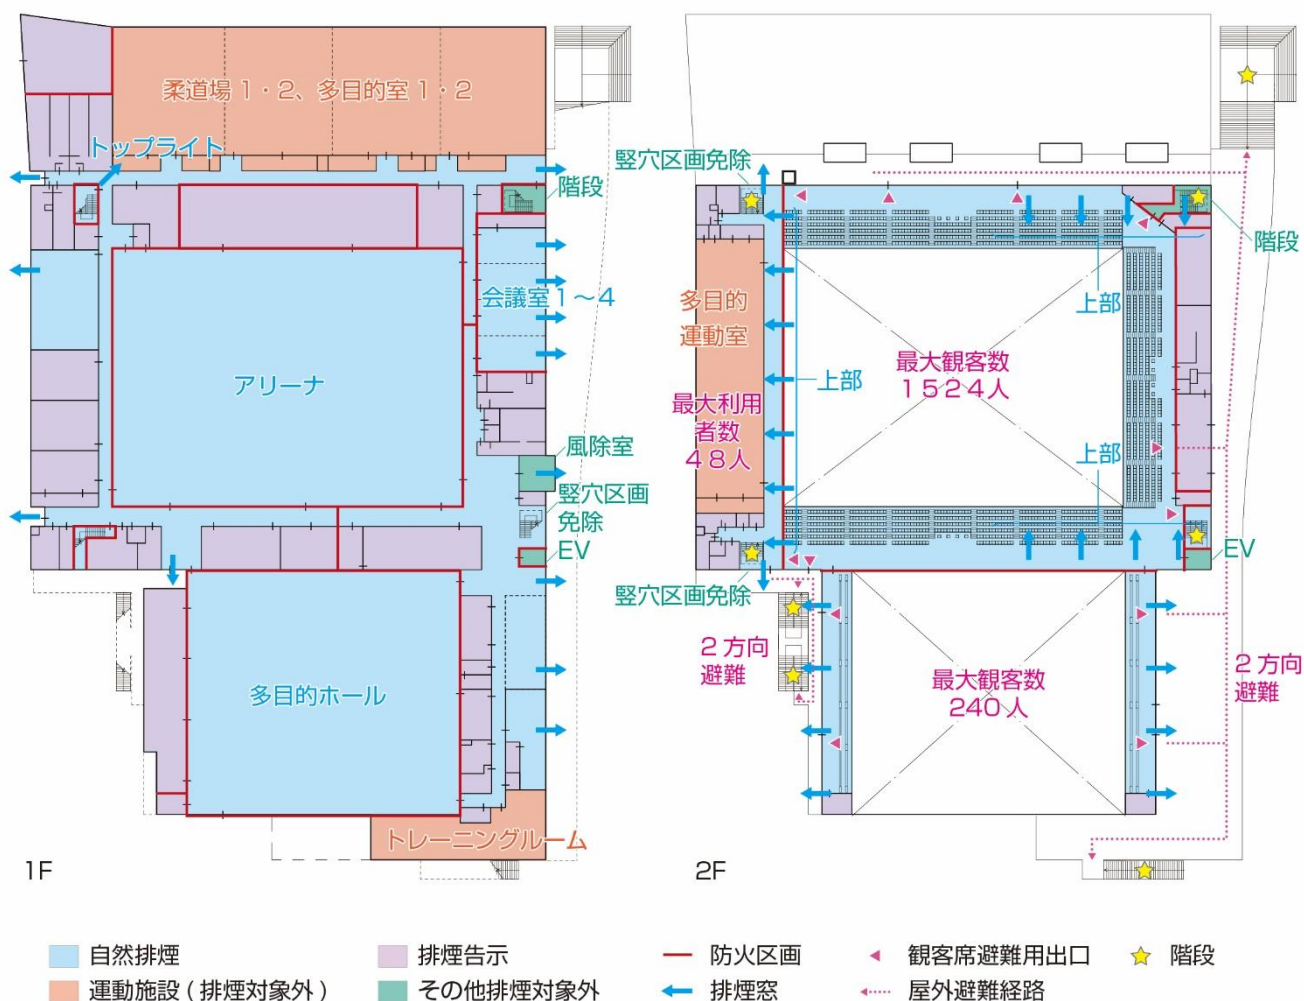 柔道場1・2、多目的室1・2
トップライト
階段
会議室1〜4
アリーナ
風除室
竪穴区画
免除
EV
多目的ホール
トレーニングルーム
1F
竪穴区画免除
階段
多目的
運動室
上部
最大観客数
1524人
上部
最大利用
者数
48人
上部
EV
竪穴区画免除
2方向
避難
最大観客数
240人
2方向
避難
2F
自然排煙
排煙告示
防火区画
観客席避難用出口
階段
運動施設(排煙対象外)
その他排煙対象外
排煙窓
屋外避難経路